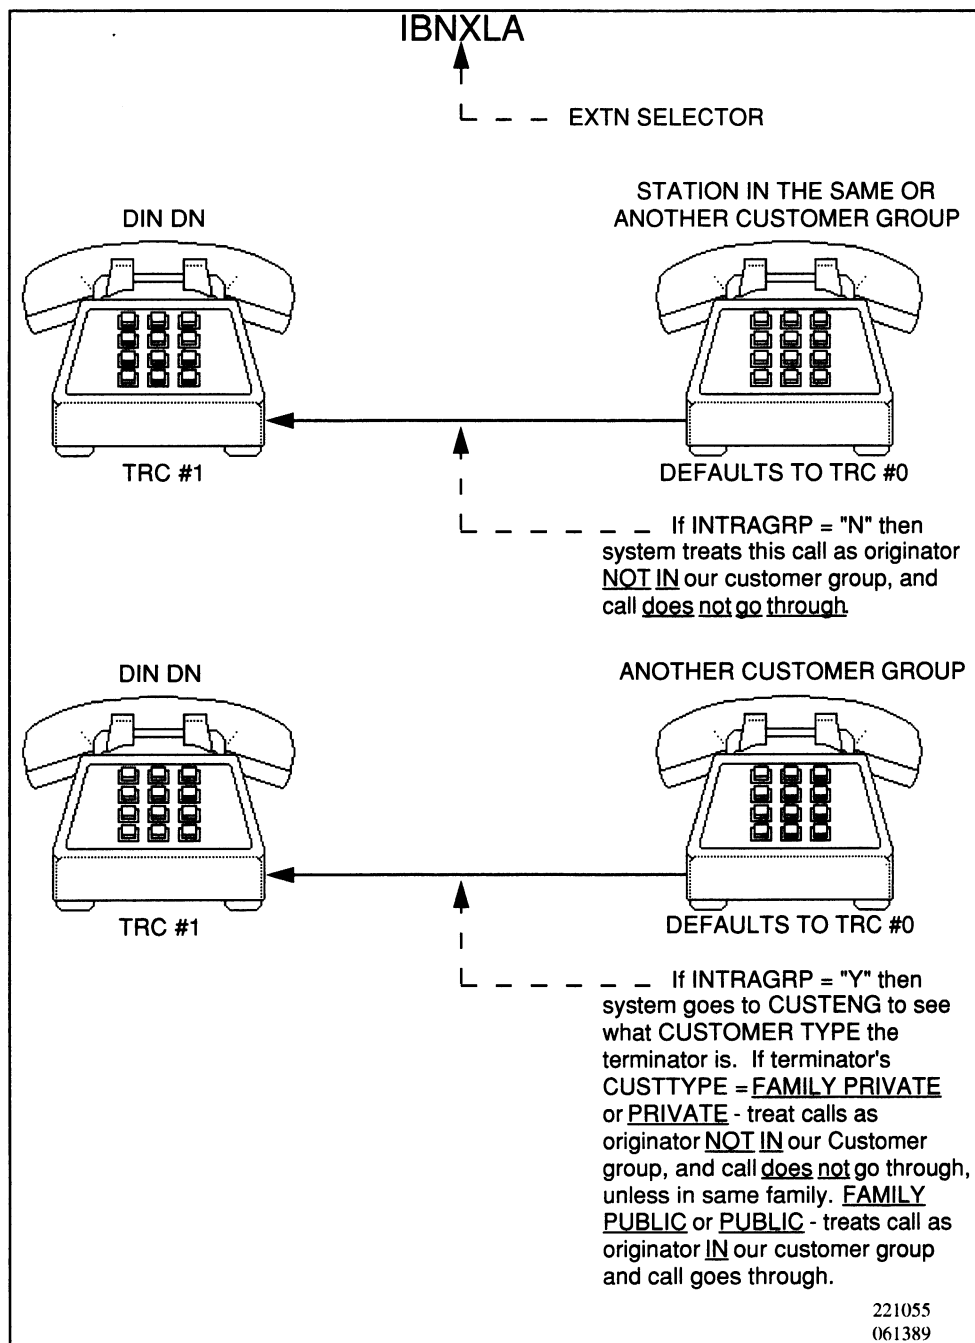 IBNXLA
EXTN SELECTOR
DIN DN
STATION IN THE SAME OR
ANOTHER CUSTOMER GROUP
TRC #1
DEFAULTS TO TRC #0
If INTRAGRP = "N" then
system treats this call as originator
NOT IN our customer group, and
call does not go through.
DIN DN
ANOTHER CUSTOMER GROUP
TRC #1
DEFAULTS TO TRC #0
If INTRAGRP = "Y" then
system goes to CUSTENG to see
what CUSTOMER TYPE the
terminator is. If terminator's
CUSTTYPE = FAMILY PRIVATE
or PRIVATE - treat calls as
originator NOT IN our Customer
group, and call does not go through,
unless in same family. FAMILY
PUBLIC or PUBLIC - treats call as
originator IN our customer group
and call goes through.
221055
061389